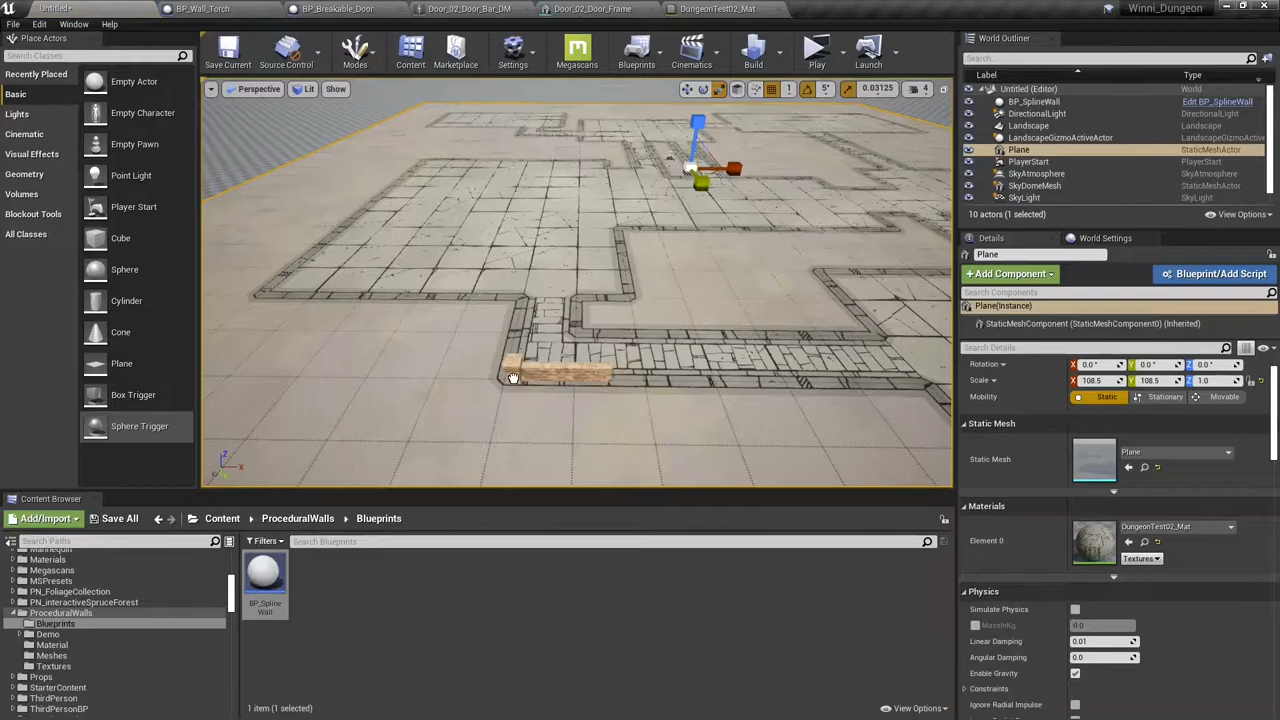 Untitled*
BP_Wall_Torch
BP_Breakable_Door
Door_02_Door_Bar_DM
Door_02_Door_Frame
DungeonTest02_Mat
Winni_Dungeon
File
Edit
Window
Help
Place Actors
Search Classes
Recently Placed
Basic
Lights
Cinematic
Visual Effects
Geometry
Volumes
Blockout Tools
All Classes
Empty Actor
Empty Character
Empty Pawn
Point Light
Player Start
Cube
Sphere
Cylinder
Cone
Plane
Box Trigger
Sphere Trigger
Save Current
Source Control
Modes
Content
Marketplace
Settings
Megascans
Blueprints
Cinematics
Build
Play
Launch
Perspective
Lit
Show
1
5°
0.03125
4
World Outliner
Search...
Label
Type
Untitled (Editor)
World
BP_SplineWall
Edit BP_SplineWall
DirectionalLight
DirectionalLight
Landscape
Landscape
LandscapeGizmoActiveActor
LandscapeGizmoActive
Plane
StaticMeshActor
PlayerStart
PlayerStart
SkyAtmosphere
SkyAtmosphere
SkyDomeMesh
StaticMeshActor
SkyLight
SkyLight
10 actors (1 selected)
View Options
Details
World Settings
Plane
+ Add Component
Blueprint/Add Script
Search Components
Plane(Instance)
StaticMeshComponent (StaticMeshComponent0) (Inherited)
Search Details
Rotation
X 0.0 °
Y 0.0 °
Z 0.0 °
Scale
X 108.5
Y 108.5
Z 1.0
Mobility
Static
Stationary
Movable
Static Mesh
Static Mesh
Plane
Materials
Element 0
DungeonTest02_Mat
Textures
Physics
Simulate Physics
MassInKg
0.0
Linear Damping
0.01
Angular Damping
0.0
Enable Gravity
Constraints
Ignore Radial Impulse
Content Browser
Add/Import
Save All
Content
ProceduralWalls
Blueprints
Search Paths
Filters
Search Blueprints
Mannequin
Materials
Megascans
MSPresets
PN_FoliageCollection
PN_interactiveSpruceForest
ProceduralWalls
Blueprints
Demo
Material
Meshes
Textures
Props
StarterContent
ThirdPerson
ThirdPersonBP
BP_Spline
Wall
1 item (1 selected)
View Options